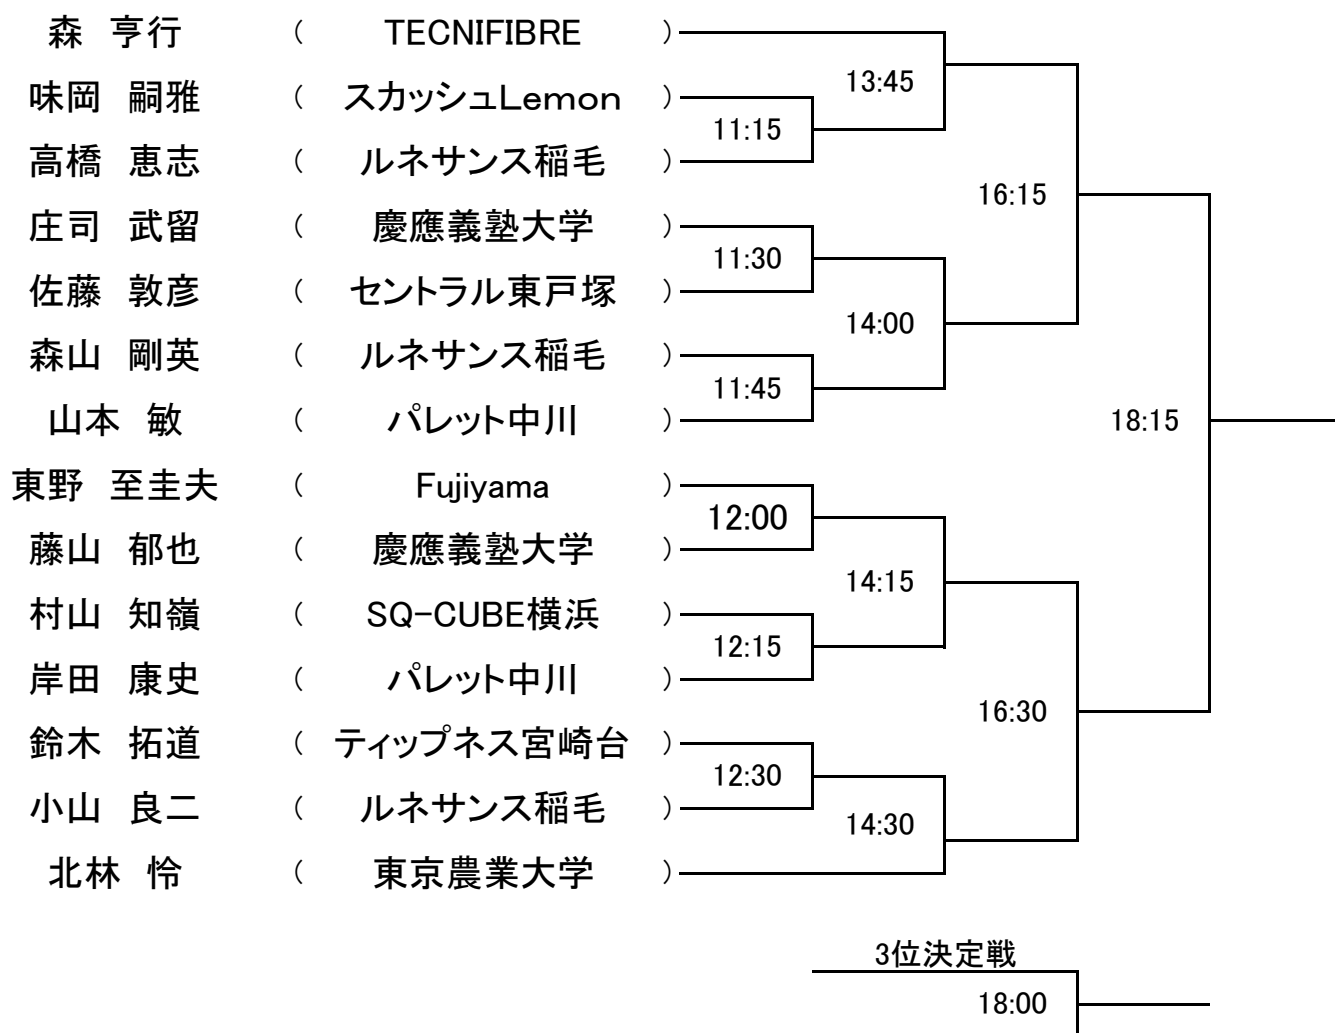 森 亨行 ( TECNIFIBRE )
13:45
味岡 嗣雅 ( スカッシュLemon )
11:15
高橋 恵志 ( ルネサンス稲毛 )
16:15
庄司 武留 ( 慶應義塾大学 )
11:30
佐藤 敦彦 ( セントラル東戸塚 )
14:00
森山 剛英 ( ルネサンス稲毛 )
11:45
山本 敏 ( パレット中川 )
18:15
東野 至圭夫 ( Fujiyama )
12:00
藤山 郁也 ( 慶應義塾大学 )
14:15
村山 知嶺 ( SQ-CUBE横浜 )
12:15
岸田 康史 ( パレット中川 )
16:30
鈴木 拓道 ( ティップネス宮崎台 )
12:30
小山 良二 ( ルネサンス稲毛 )
14:30
北林 怜 ( 東京農業大学 )
3位決定戦
18:00